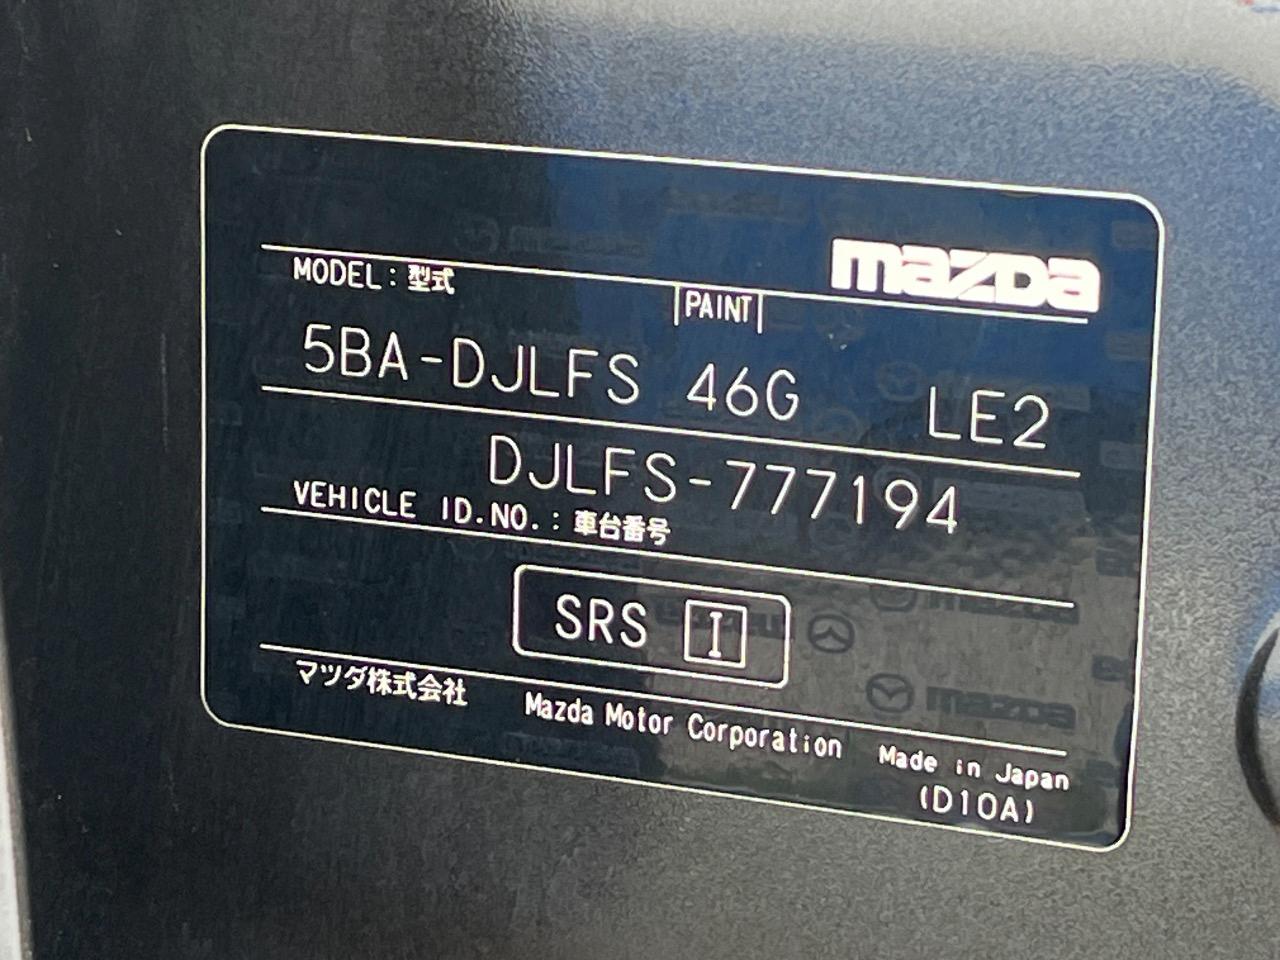 mazda
MODEL : 型式
PAINT
5BA-DJLFS 46G LE2
DJLFS-777194
VEHICLE ID.NO. : 車台番号
SRS I
マツダ株式会社 Mazda Motor Corporation Made in Japan
(D10A)